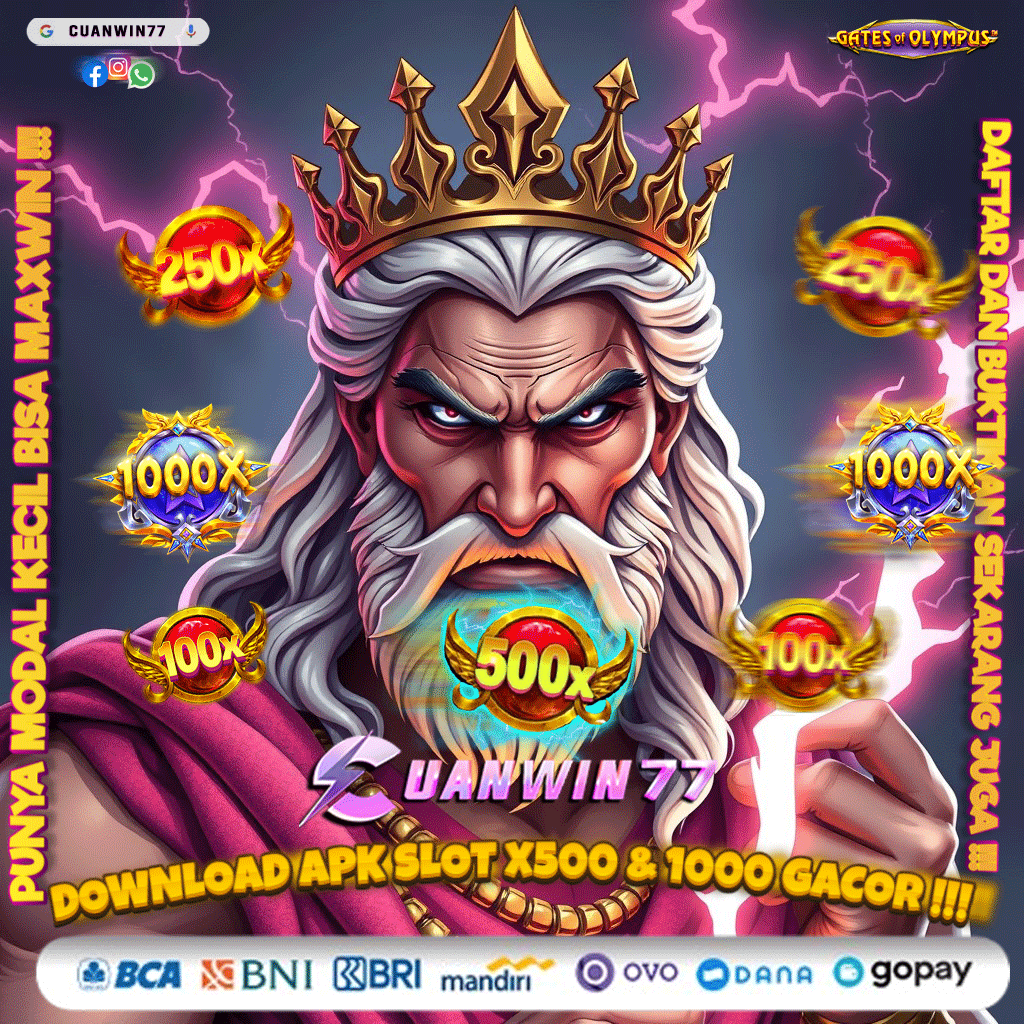 CUANWIN77
GATES of OLYMPUS™
PUNYA MODAL KECIL BISA MAXWIN !!!
DAFTAR DAN BUKTIKAN SEKARANG JUGA !!!
250X
250X
1000X
1000X
100X
500X
100X
CUANWIN77
DOWNLOAD APK SLOT X500 & 1000 GACOR !!!
BCA BNI BRI mandiri OVO DANA gopay